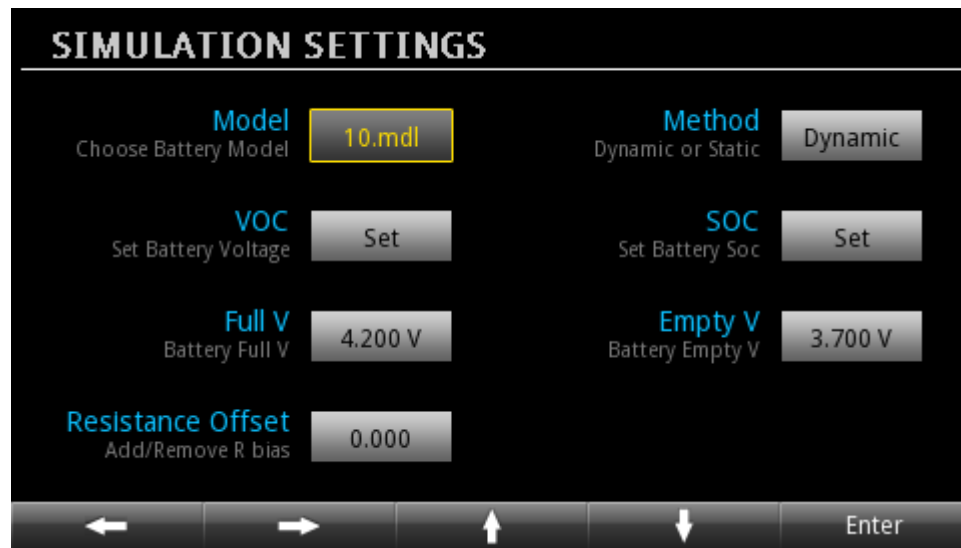 SIMULATION SETTINGS
Model
Choose Battery Model
10.mdl
Method
Dynamic or Static
Dynamic
VOC
Set Battery Voltage
Set
SOC
Set Battery Soc
Set
Full V
Battery Full V
4.200 V
Empty V
Battery Empty V
3.700 V
Resistance Offset
Add/Remove R bias
0.000
Enter